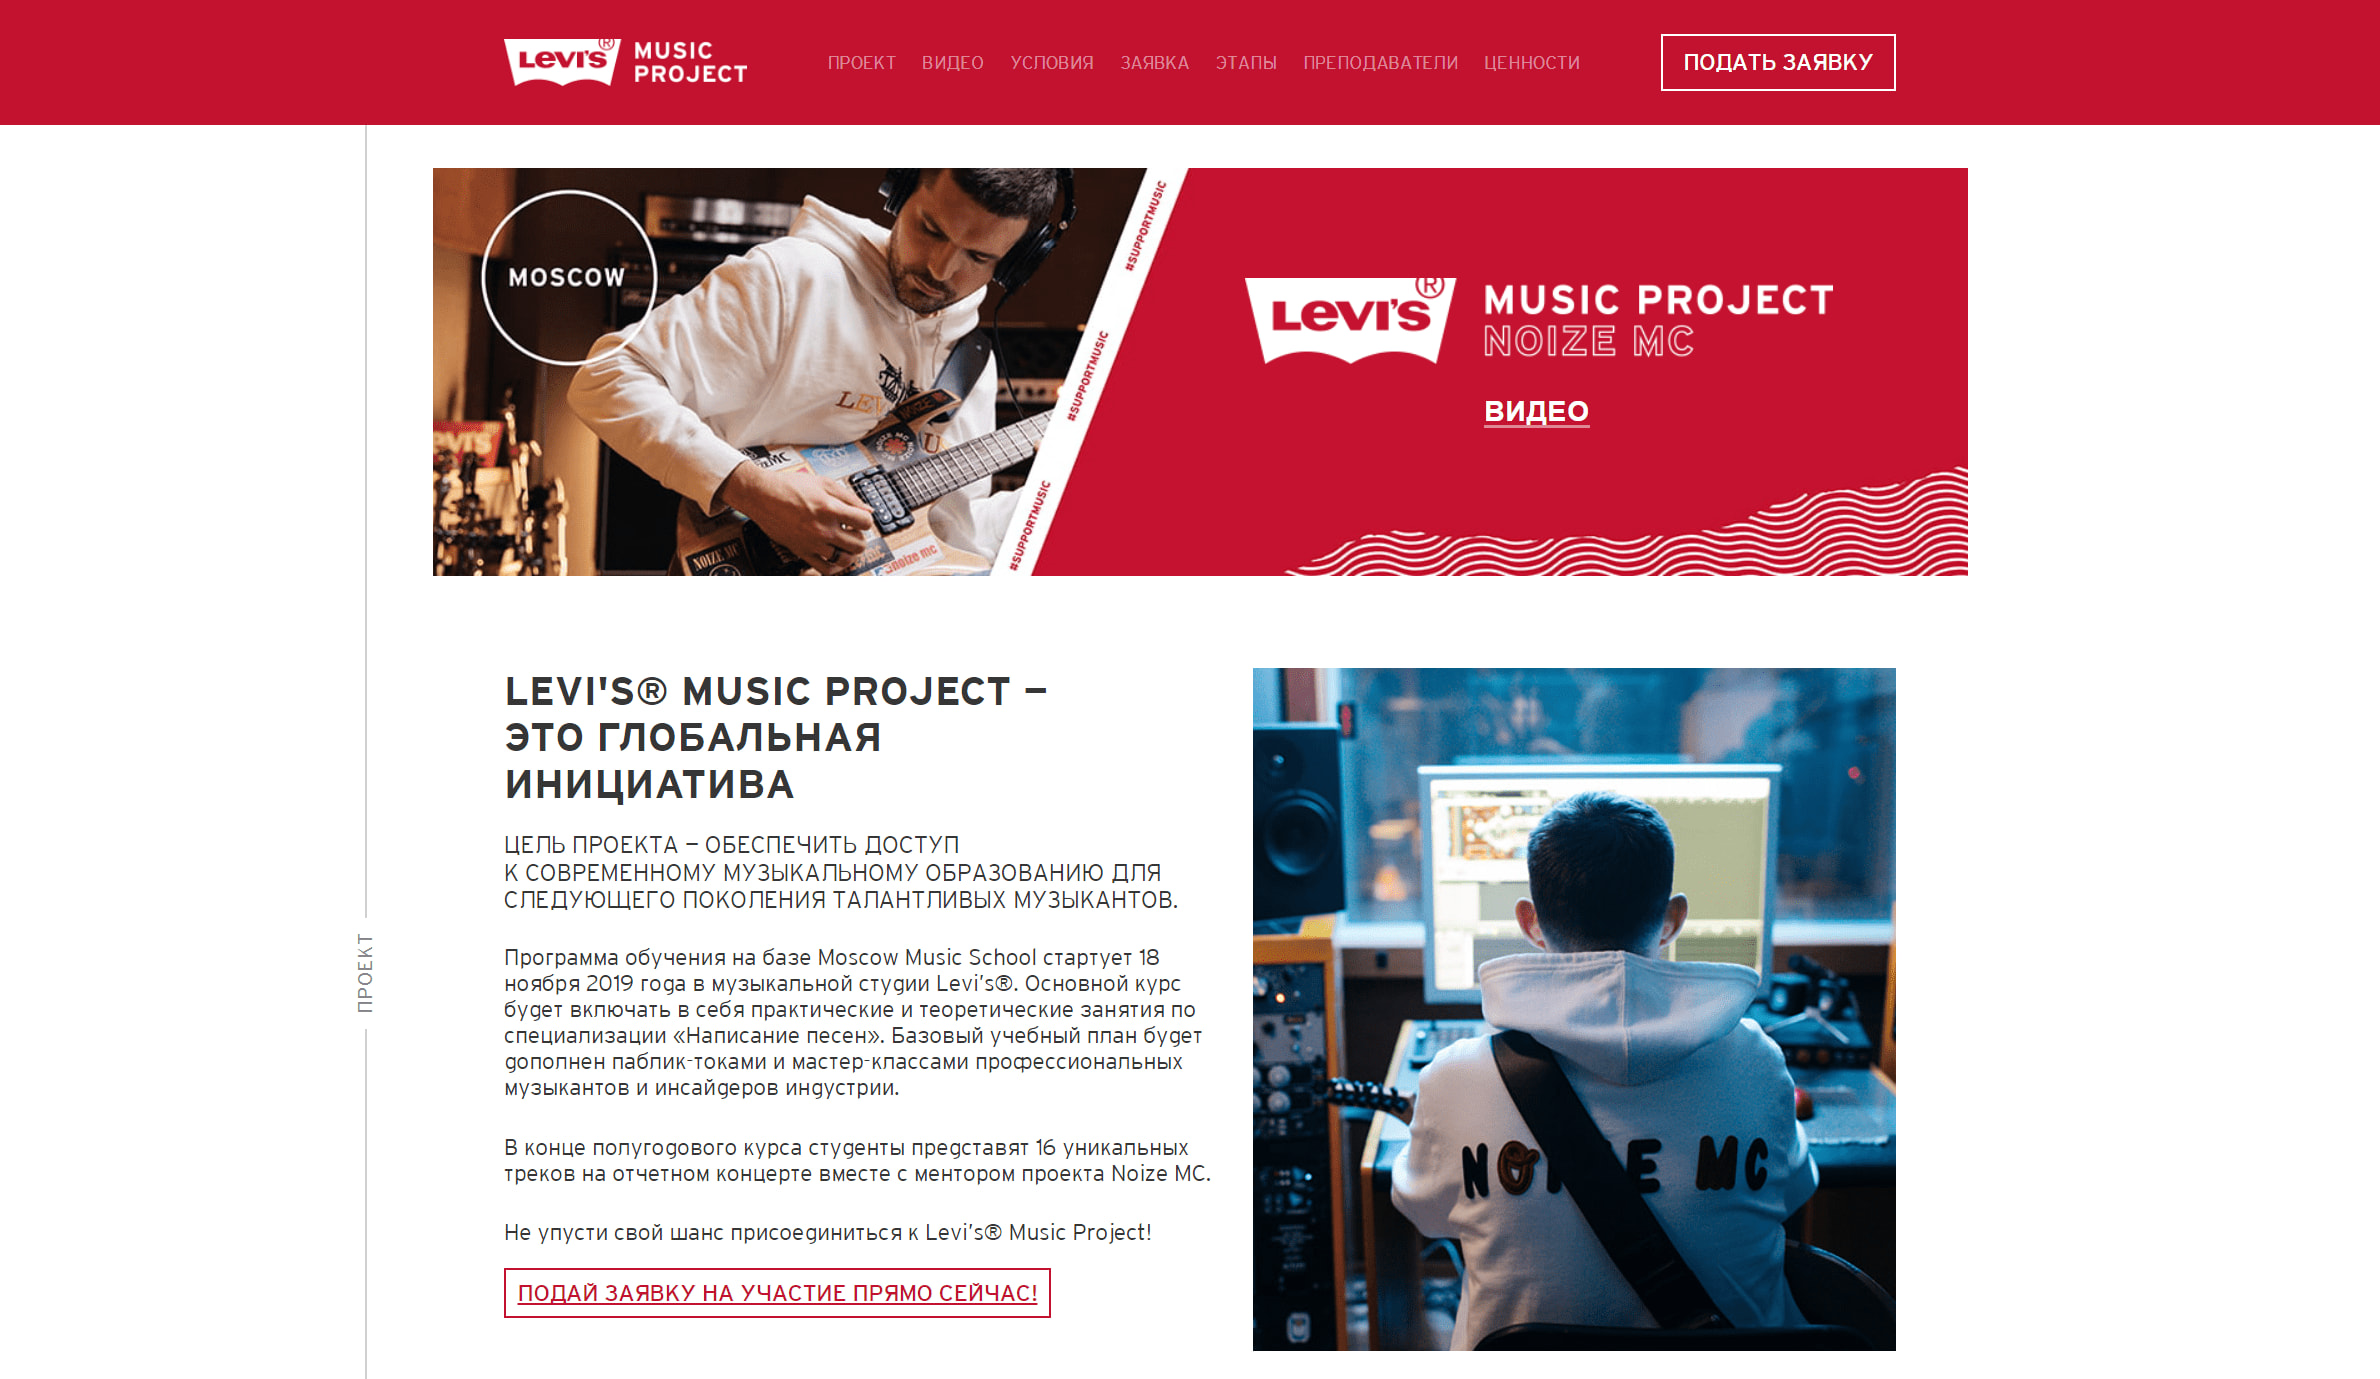 Levi's®
MUSIC
PROJECT
ПРОЕКТ ВИДЕО УСЛОВИЯ ЗАЯВКА ЭТАПЫ ПРЕПОДАВАТЕЛИ ЦЕННОСТИ
ПОДАТЬ ЗАЯВКУ
MOSCOW
#SUPPORTMUSIC
#SUPPORTMUSIC
#SUPPORTMUSIC
NOIZE MC
noize mc
Levi's®
MUSIC PROJECT
NOIZE MC
ВИДЕО
LEVI'S® MUSIC PROJECT –
ЭТО ГЛОБАЛЬНАЯ
ИНИЦИАТИВА
ЦЕЛЬ ПРОЕКТА – ОБЕСПЕЧИТЬ ДОСТУП
К СОВРЕМЕННОМУ МУЗЫКАЛЬНОМУ ОБРАЗОВАНИЮ ДЛЯ
СЛЕДУЮЩЕГО ПОКОЛЕНИЯ ТАЛАНТЛИВЫХ МУЗЫКАНТОВ.
ПРОЕКТ
Программа обучения на базе Moscow Music School стартует 18
ноября 2019 года в музыкальной студии Levi’s®. Основной курс
будет включать в себя практические и теоретические занятия по
специализации «Написание песен». Базовый учебный план будет
дополнен паблик-токами и мастер-классами профессиональных
музыкантов и инсайдеров индустрии.
В конце полугодового курса студенты представят 16 уникальных
треков на отчетном концерте вместе с ментором проекта Noize MC.
Не упусти свой шанс присоединиться к Levi’s® Music Project!
ПОДАЙ ЗАЯВКУ НА УЧАСТИЕ ПРЯМО СЕЙЧАС!
MC